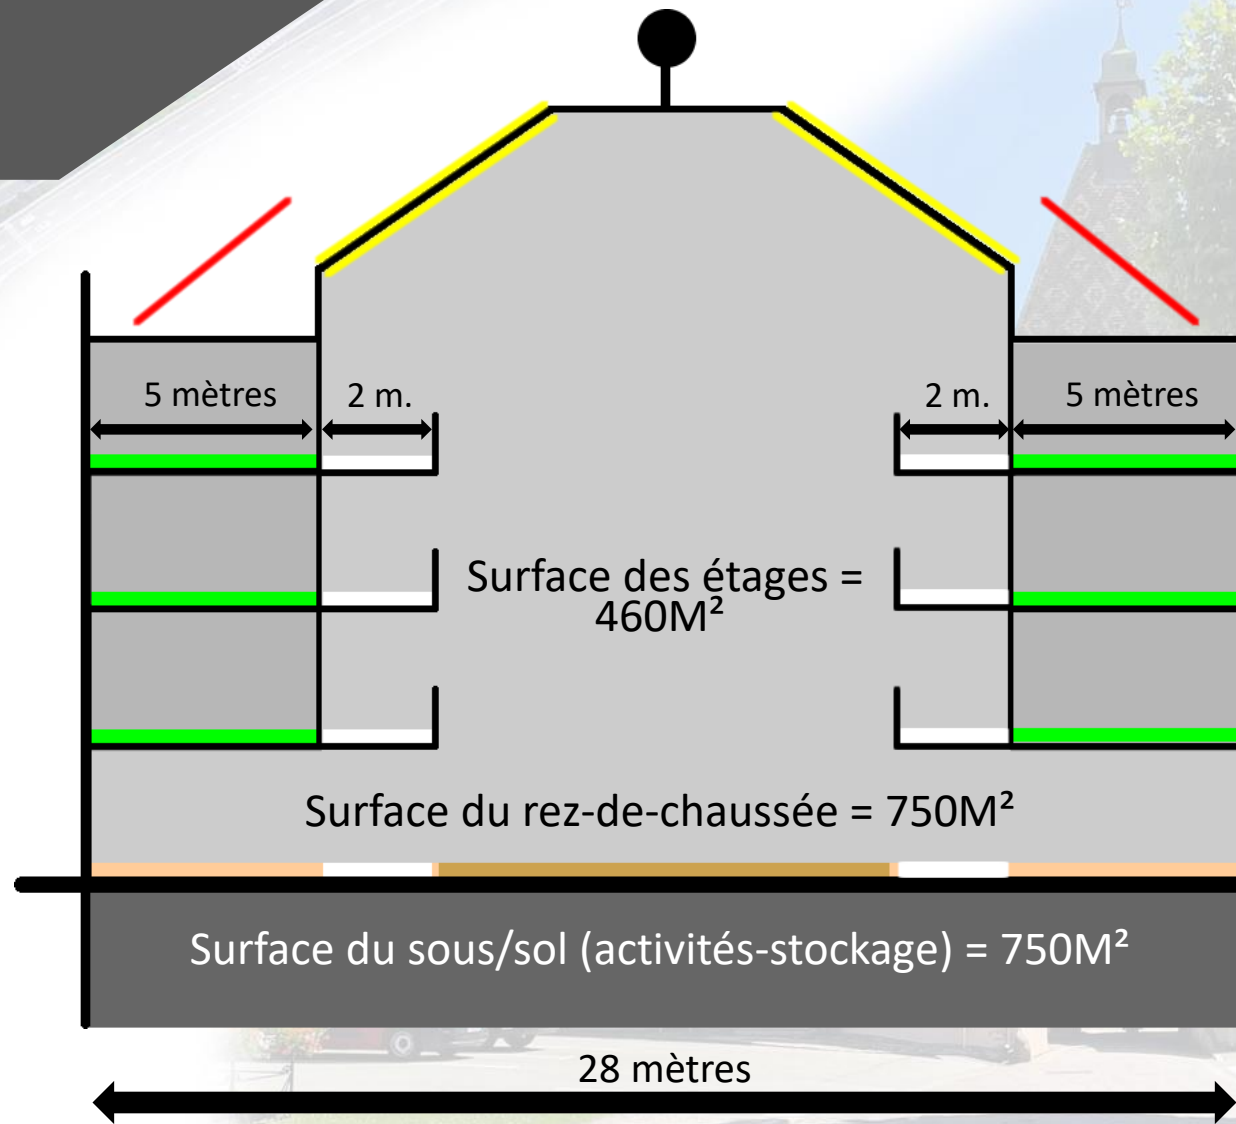 5 mètres
2 m.
2 m.
5 mètres
Surface des étages =
460M²
Surface du rez-de-chaussée = 750M²
Surface du sous/sol (activités-stockage) = 750M²
28 mètres